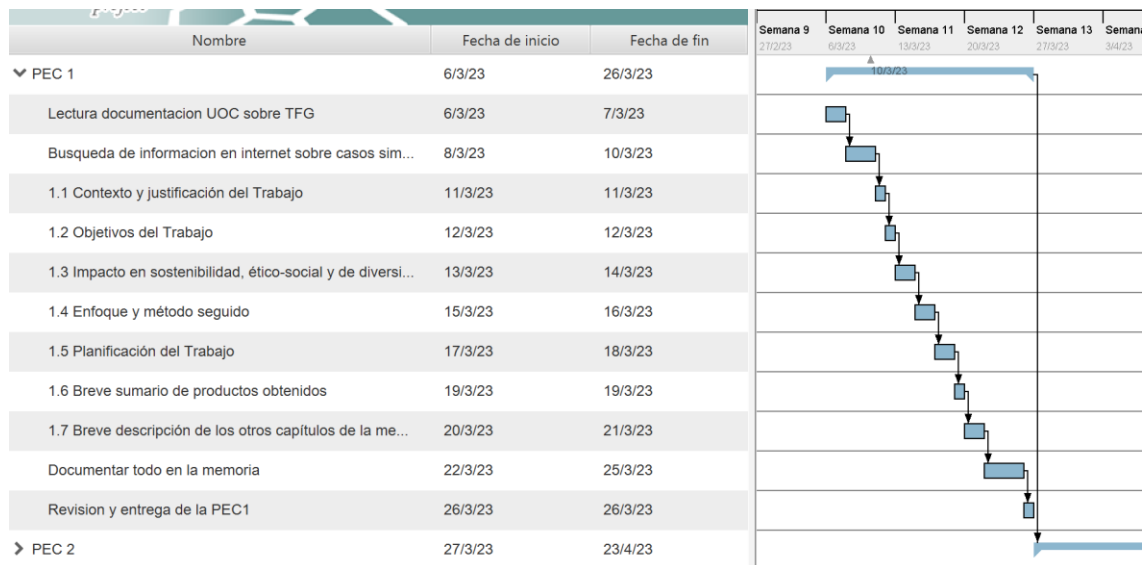 project
Nombre Fecha de inicio Fecha de fin
Semana 9 Semana 10 Semana 11 Semana 12 Semana 13 Semana
27/2/23 6/3/23 13/3/23 20/3/23 27/3/23 3/4/23
10/3/23
PEC 1 6/3/23 26/3/23
Lectura documentacion UOC sobre TFG 6/3/23 7/3/23
Busqueda de informacion en internet sobre casos sim... 8/3/23 10/3/23
1.1 Contexto y justificación del Trabajo 11/3/23 11/3/23
1.2 Objetivos del Trabajo 12/3/23 12/3/23
1.3 Impacto en sostenibilidad, ético-social y de diversi... 13/3/23 14/3/23
1.4 Enfoque y método seguido 15/3/23 16/3/23
1.5 Planificación del Trabajo 17/3/23 18/3/23
1.6 Breve sumario de productos obtenidos 19/3/23 19/3/23
1.7 Breve descripción de los otros capítulos de la me... 20/3/23 21/3/23
Documentar todo en la memoria 22/3/23 25/3/23
Revision y entrega de la PEC1 26/3/23 26/3/23
PEC 2 27/3/23 23/4/23